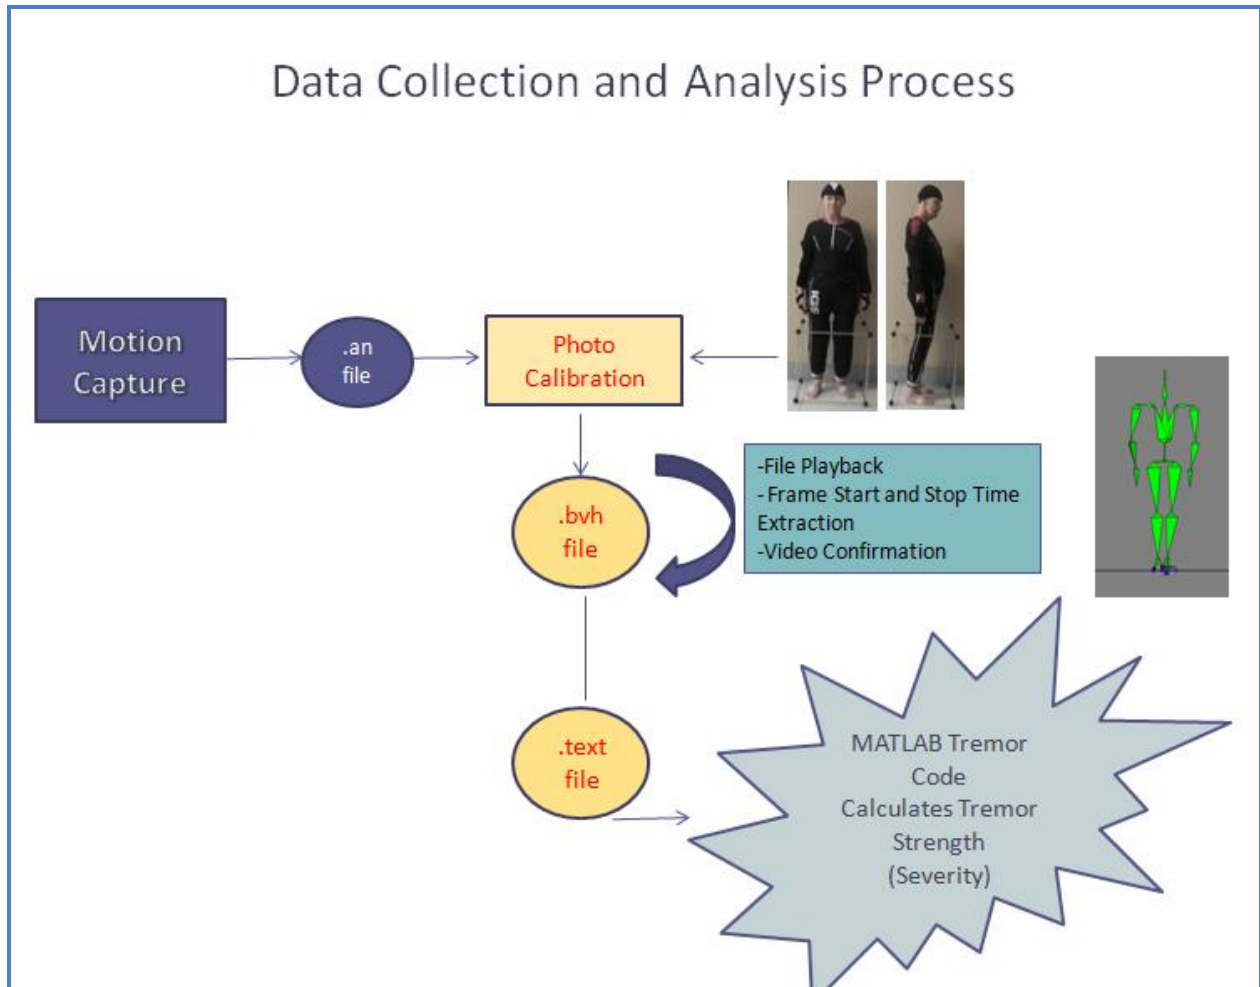 Data Collection and Analysis Process
Motion
Capture
.an
file
Photo
Calibration
.bvh
file
-File Playback
- Frame Start and Stop Time
Extraction
-Video Confirmation
.text
file
MATLAB Tremor
Code
Calculates Tremor
Strength
(Severity)